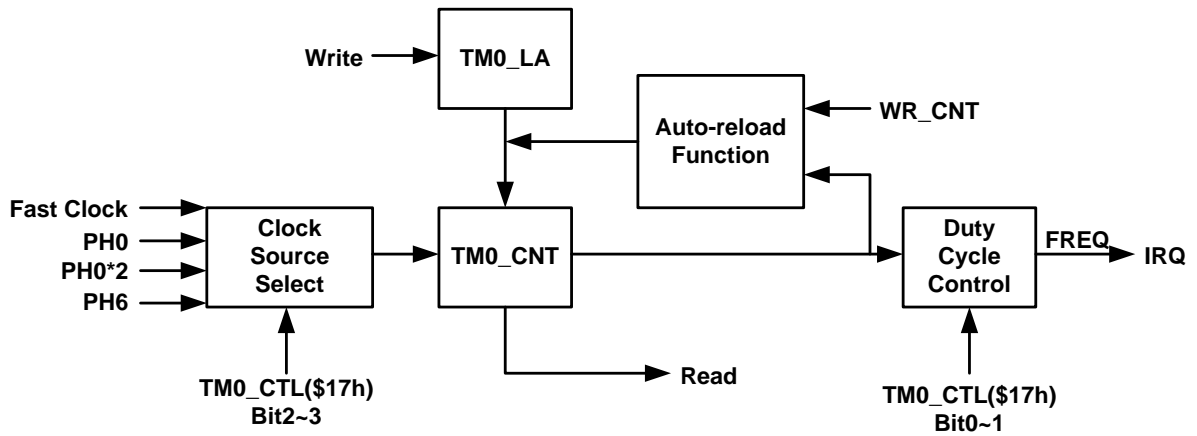 Write
TM0_LA
Auto-reload
Function
WR_CNT
Fast Clock
PH0
PH0*2
PH6
Clock
Source
Select
TM0_CNT
Duty
Cycle
Control
FREQ
IRQ
Read
TM0_CTL($17h)
Bit2~3
TM0_CTL($17h)
Bit0~1